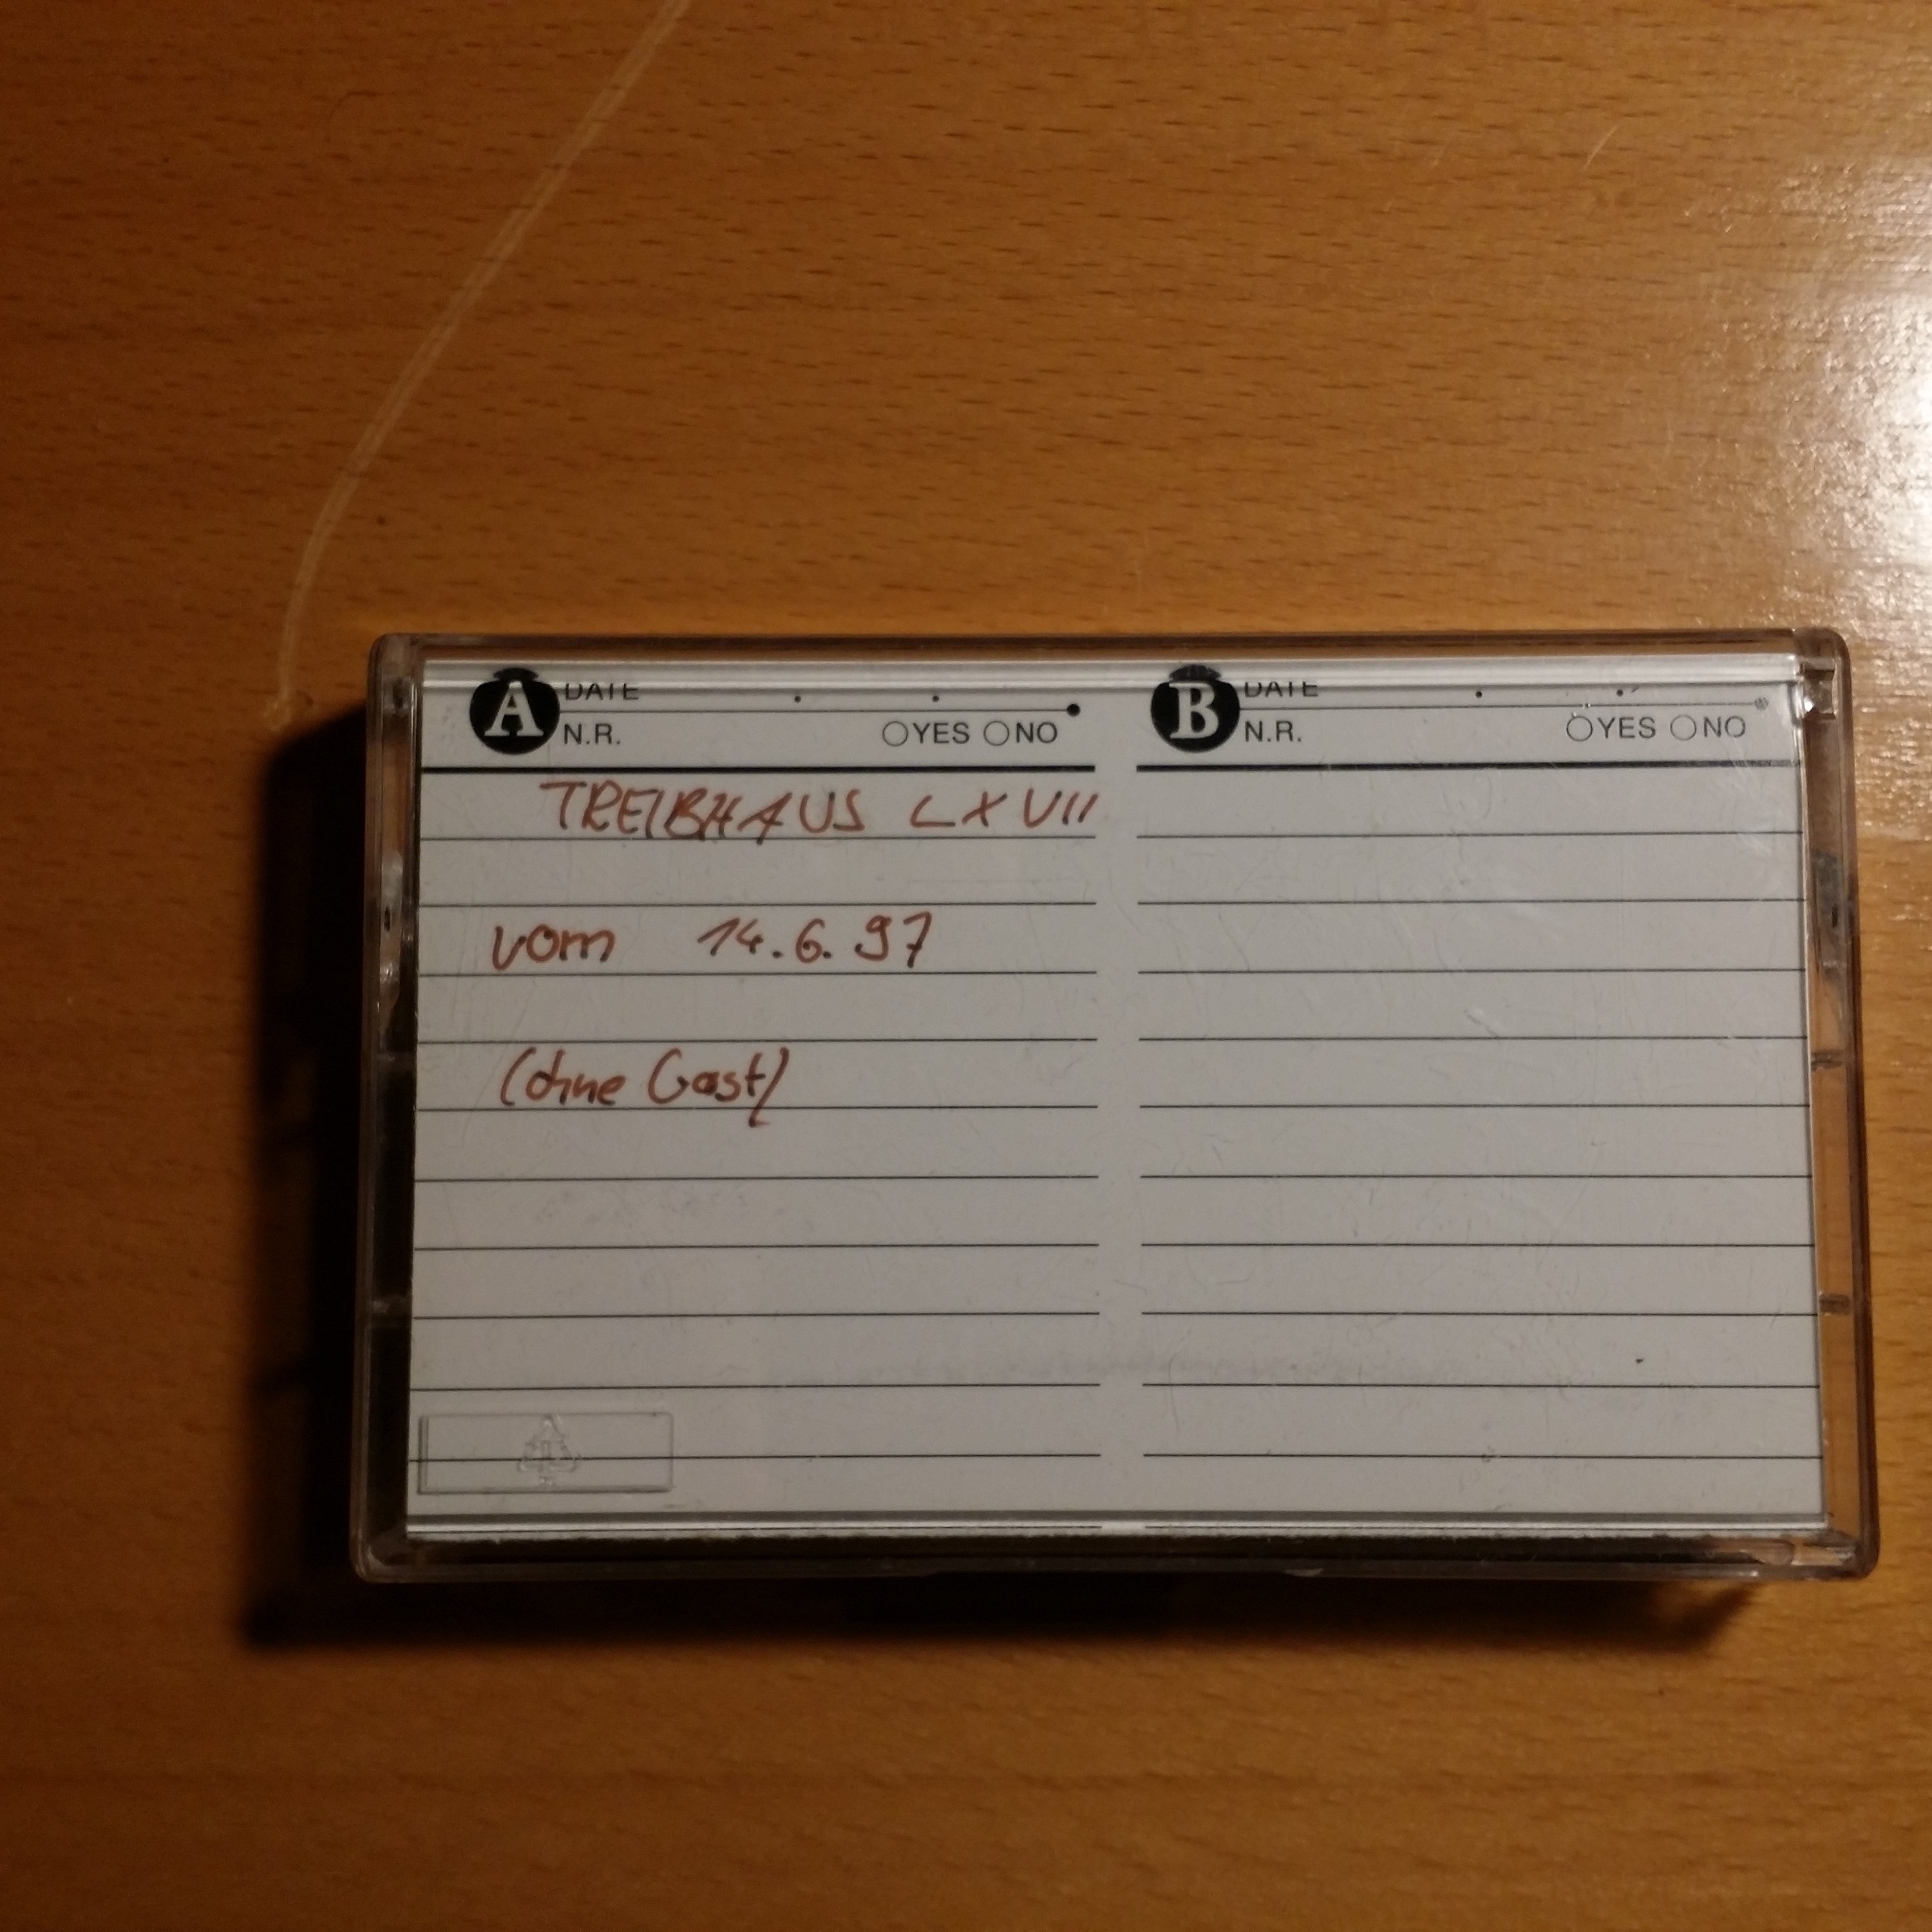 A DATE . . B DATE . .
N.R. YES NO N.R. YES NO
TREIBHAUS LXVII
vom 14.6.97
(ohne Gast)